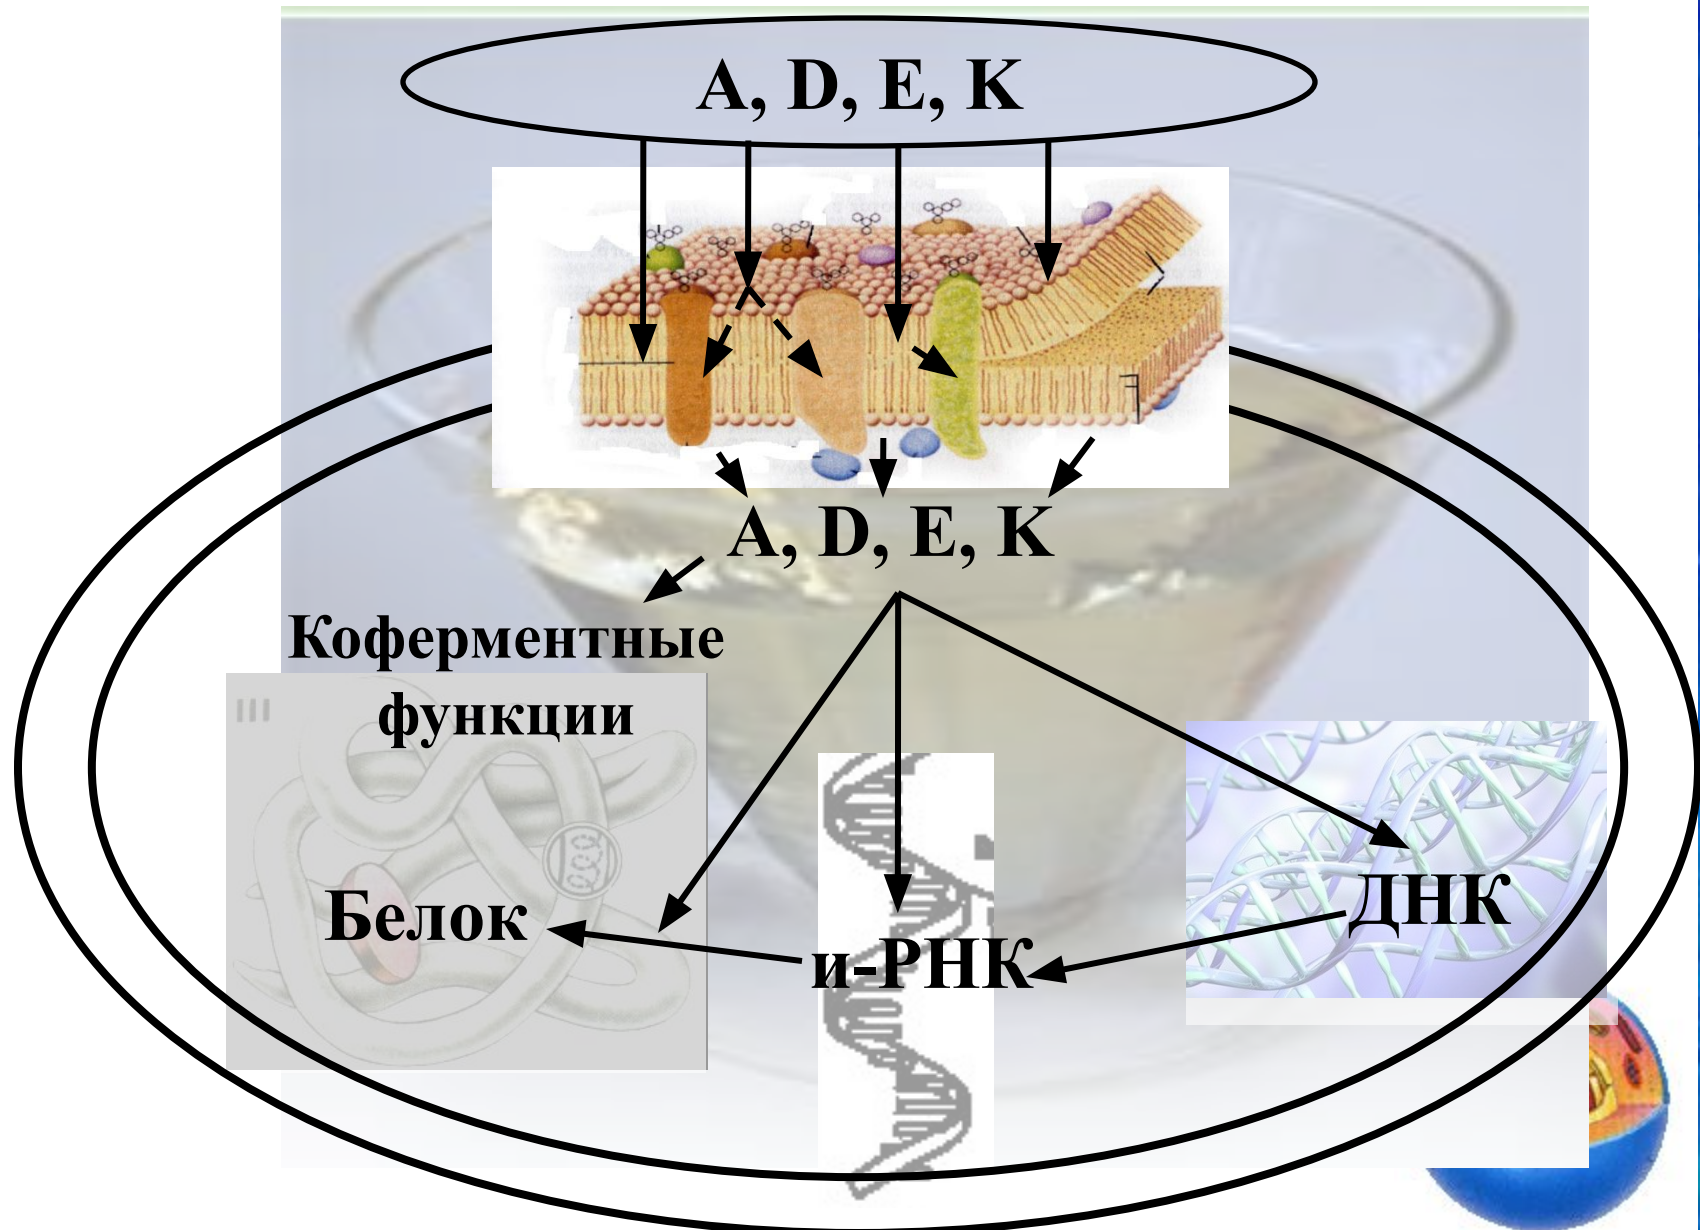 A, D, E, K
A, D, E, K
Коферментные
функции
Белок
и-РНК
ДНК